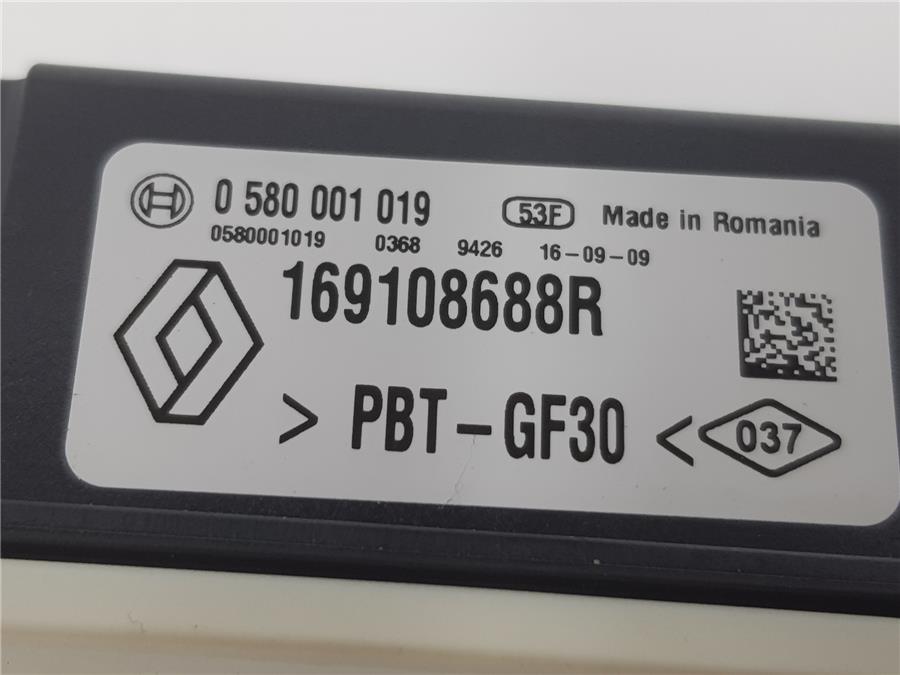 0 580 001 019 53F Made in Romania
0580001019 0368 9426 16-09-09
169108688R
> PBT-GF30 < 037